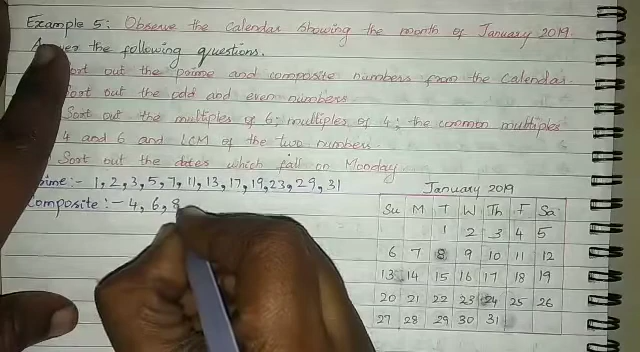 Example 5: Observe the Calendar showing the month of January 2019.
the following questions.
out the prime and composite numbers from the Calendar.
out the odd and even numbers.
Sort out the multiples of 6; multiples of 4; the common multiples
4 and 6 and LCM of the two numbers.
Sort out the dates which fall on Monday.
:- 1, 2, 3, 5, 7, 11, 13, 17, 19, 23, 29, 31
Composite :- 4, 6, 8
January 2019
Su M T W Th F Sa
1 2 3 4 5
6 7 8 9 10 11 12
13 14 15 16 17 18 19
20 21 22 23 24 25 26
27 28 29 30 31